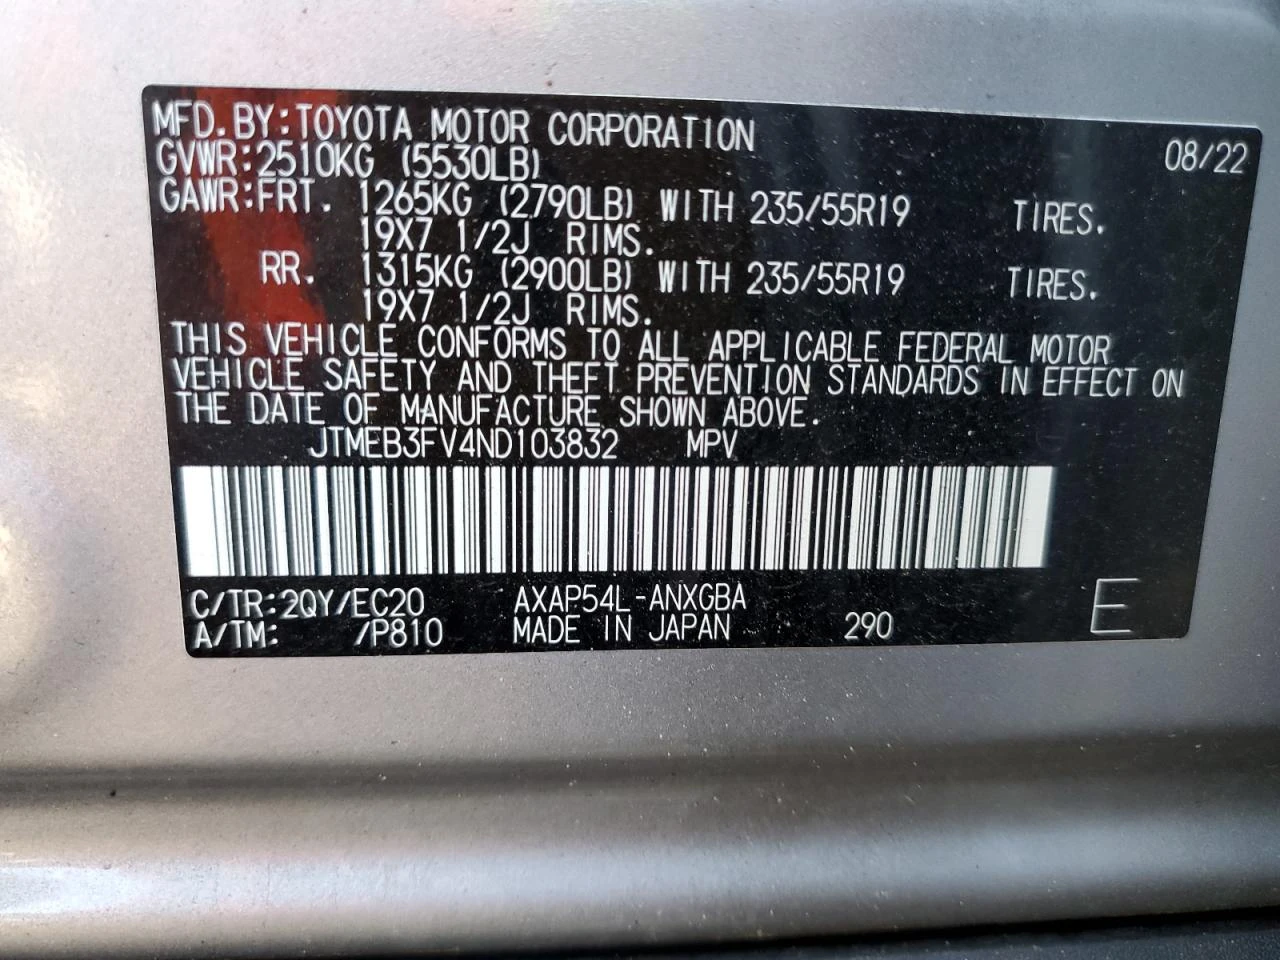 MFD.BY:TOYOTA MOTOR CORPORATION 08/22
GVWR:2510KG (5530LB)
GAWR:FRT. 1265KG (2790LB) WITH 235/55R19 TIRES.
19X7 1/2J RIMS.
RR. 1315KG (2900LB) WITH 235/55R19 TIRES.
19X7 1/2J RIMS.
THIS VEHICLE CONFORMS TO ALL APPLICABLE FEDERAL MOTOR
VEHICLE SAFETY AND THEFT PREVENTION STANDARDS IN EFFECT ON
THE DATE OF MANUFACTURE SHOWN ABOVE.
JTMEB3FV4ND103832 MPV
C/TR:2QY/EC20 AXAP54L-ANXGBA
A/TM: /P810 MADE IN JAPAN 290 E